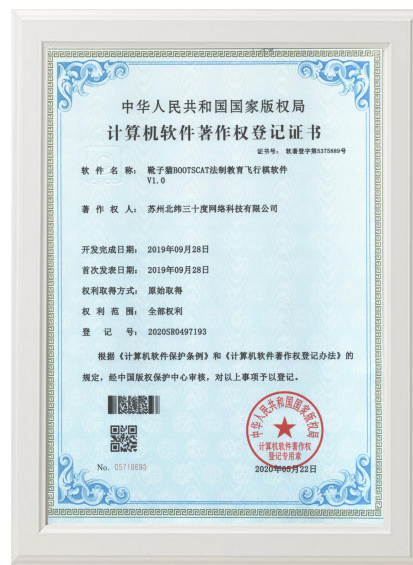 中华人民共和国国家版权局
计算机软件著作权登记证书
证书号: 软著登字第5375889号
软件名称: 靴子猫BOOTSCAT法制教育飞行棋软件
V1.0
著作权人: 苏州北纬三十度网络科技有限公司
开发完成日期: 2019年09月28日
首次发表日期: 2019年09月28日
权利取得方式: 原始取得
权利范围: 全部权利
登记号: 2020SR0497193
根据《计算机软件保护条例》和《计算机软件著作权登记办法》的
规定,经中国版权保护中心审核,对以上事项予以登记。
中华人民共和国国家版权局
计算机软件著作权
登记专用章
No. 05718693
2020年05月22日